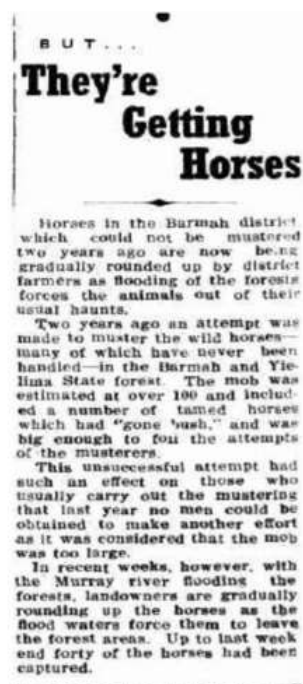 BUT...
They're
Getting
Horses
Horses in the Barmah district
which could not be mustered
two years ago are now being
gradually rounded up by district
farmers as flooding of the forests
forces the animals out of their
usual haunts.
Two years ago an attempt was
made to muster the wild horses—
many of which have never been
handled—in the Barmah and Yie-
lima State forest. The mob was
estimated at over 100 and includ-
ed a number of tamed horses
which had "gone bush," and was
big enough to foil the attempts
of the musterers.
This unsuccessful attempt had
such an effect on those who
usually carry out the mustering
that last year no men could be
obtained to make another effort
as it was considered that the mob
was too large.
In recent weeks, however, with
the Murray river flooding the
forests, landowners are gradually
rounding up the horses as the
flood waters force them to leave
the forest areas. Up to last week
end forty of the horses had been
captured.